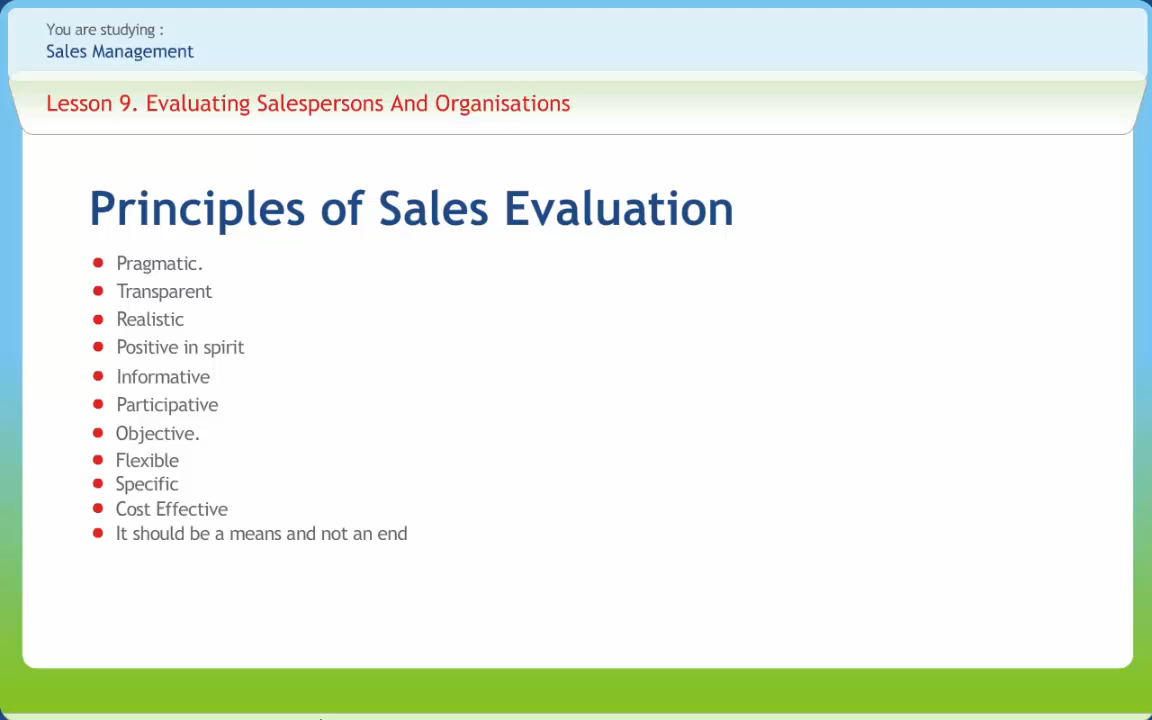 You are studying :
Sales Management
Lesson 9. Evaluating Salespersons And Organisations
Principles of Sales Evaluation
• Pragmatic.
• Transparent
• Realistic
• Positive in spirit
• Informative
• Participative
• Objective.
• Flexible
• Specific
• Cost Effective
• It should be a means and not an end